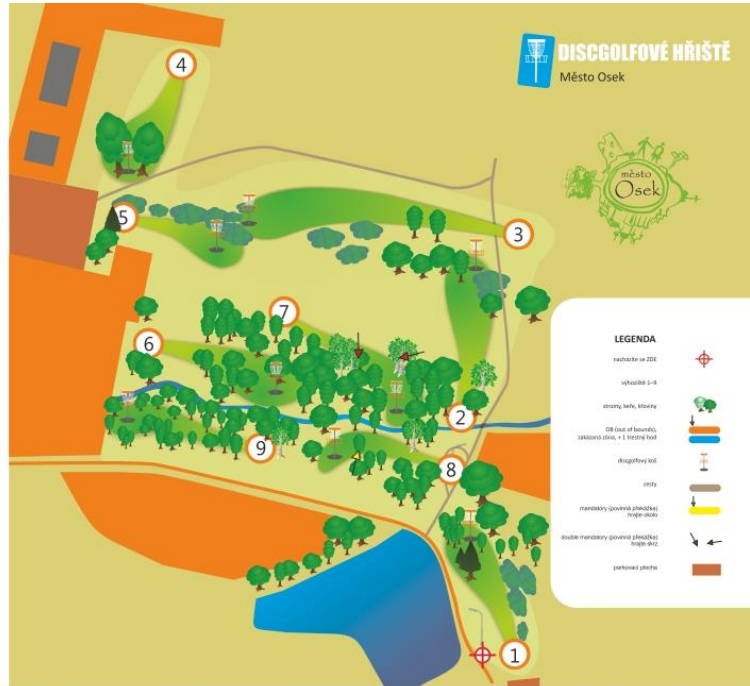 DISCGOLFOVÉ HŘIŠTĚ
Město Osek
město
Osek
4
5
3
7
6
2
9
8
1
LEGENDA
nacházíte se ZDE
výhoziště 1-9
stromy, keře, křoviny
OB (out of bounds),
zakázaná zóna, + 1 trestný hod
discgolfový koš
cesty
mandatory (povinná překážka)
hrajte okolo
double mandatory (povinná překážka)
hrajte skrz
parkovací plocha